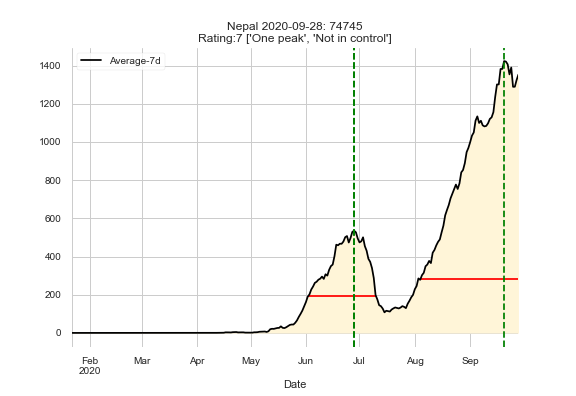 Nepal 2020-09-28: 74745
Rating:7 ['One peak', 'Not in control']
Average-7d
1400
1200
1000
800
600
400
200
0
Feb Mar Apr May Jun Jul Aug Sep
2020
Date